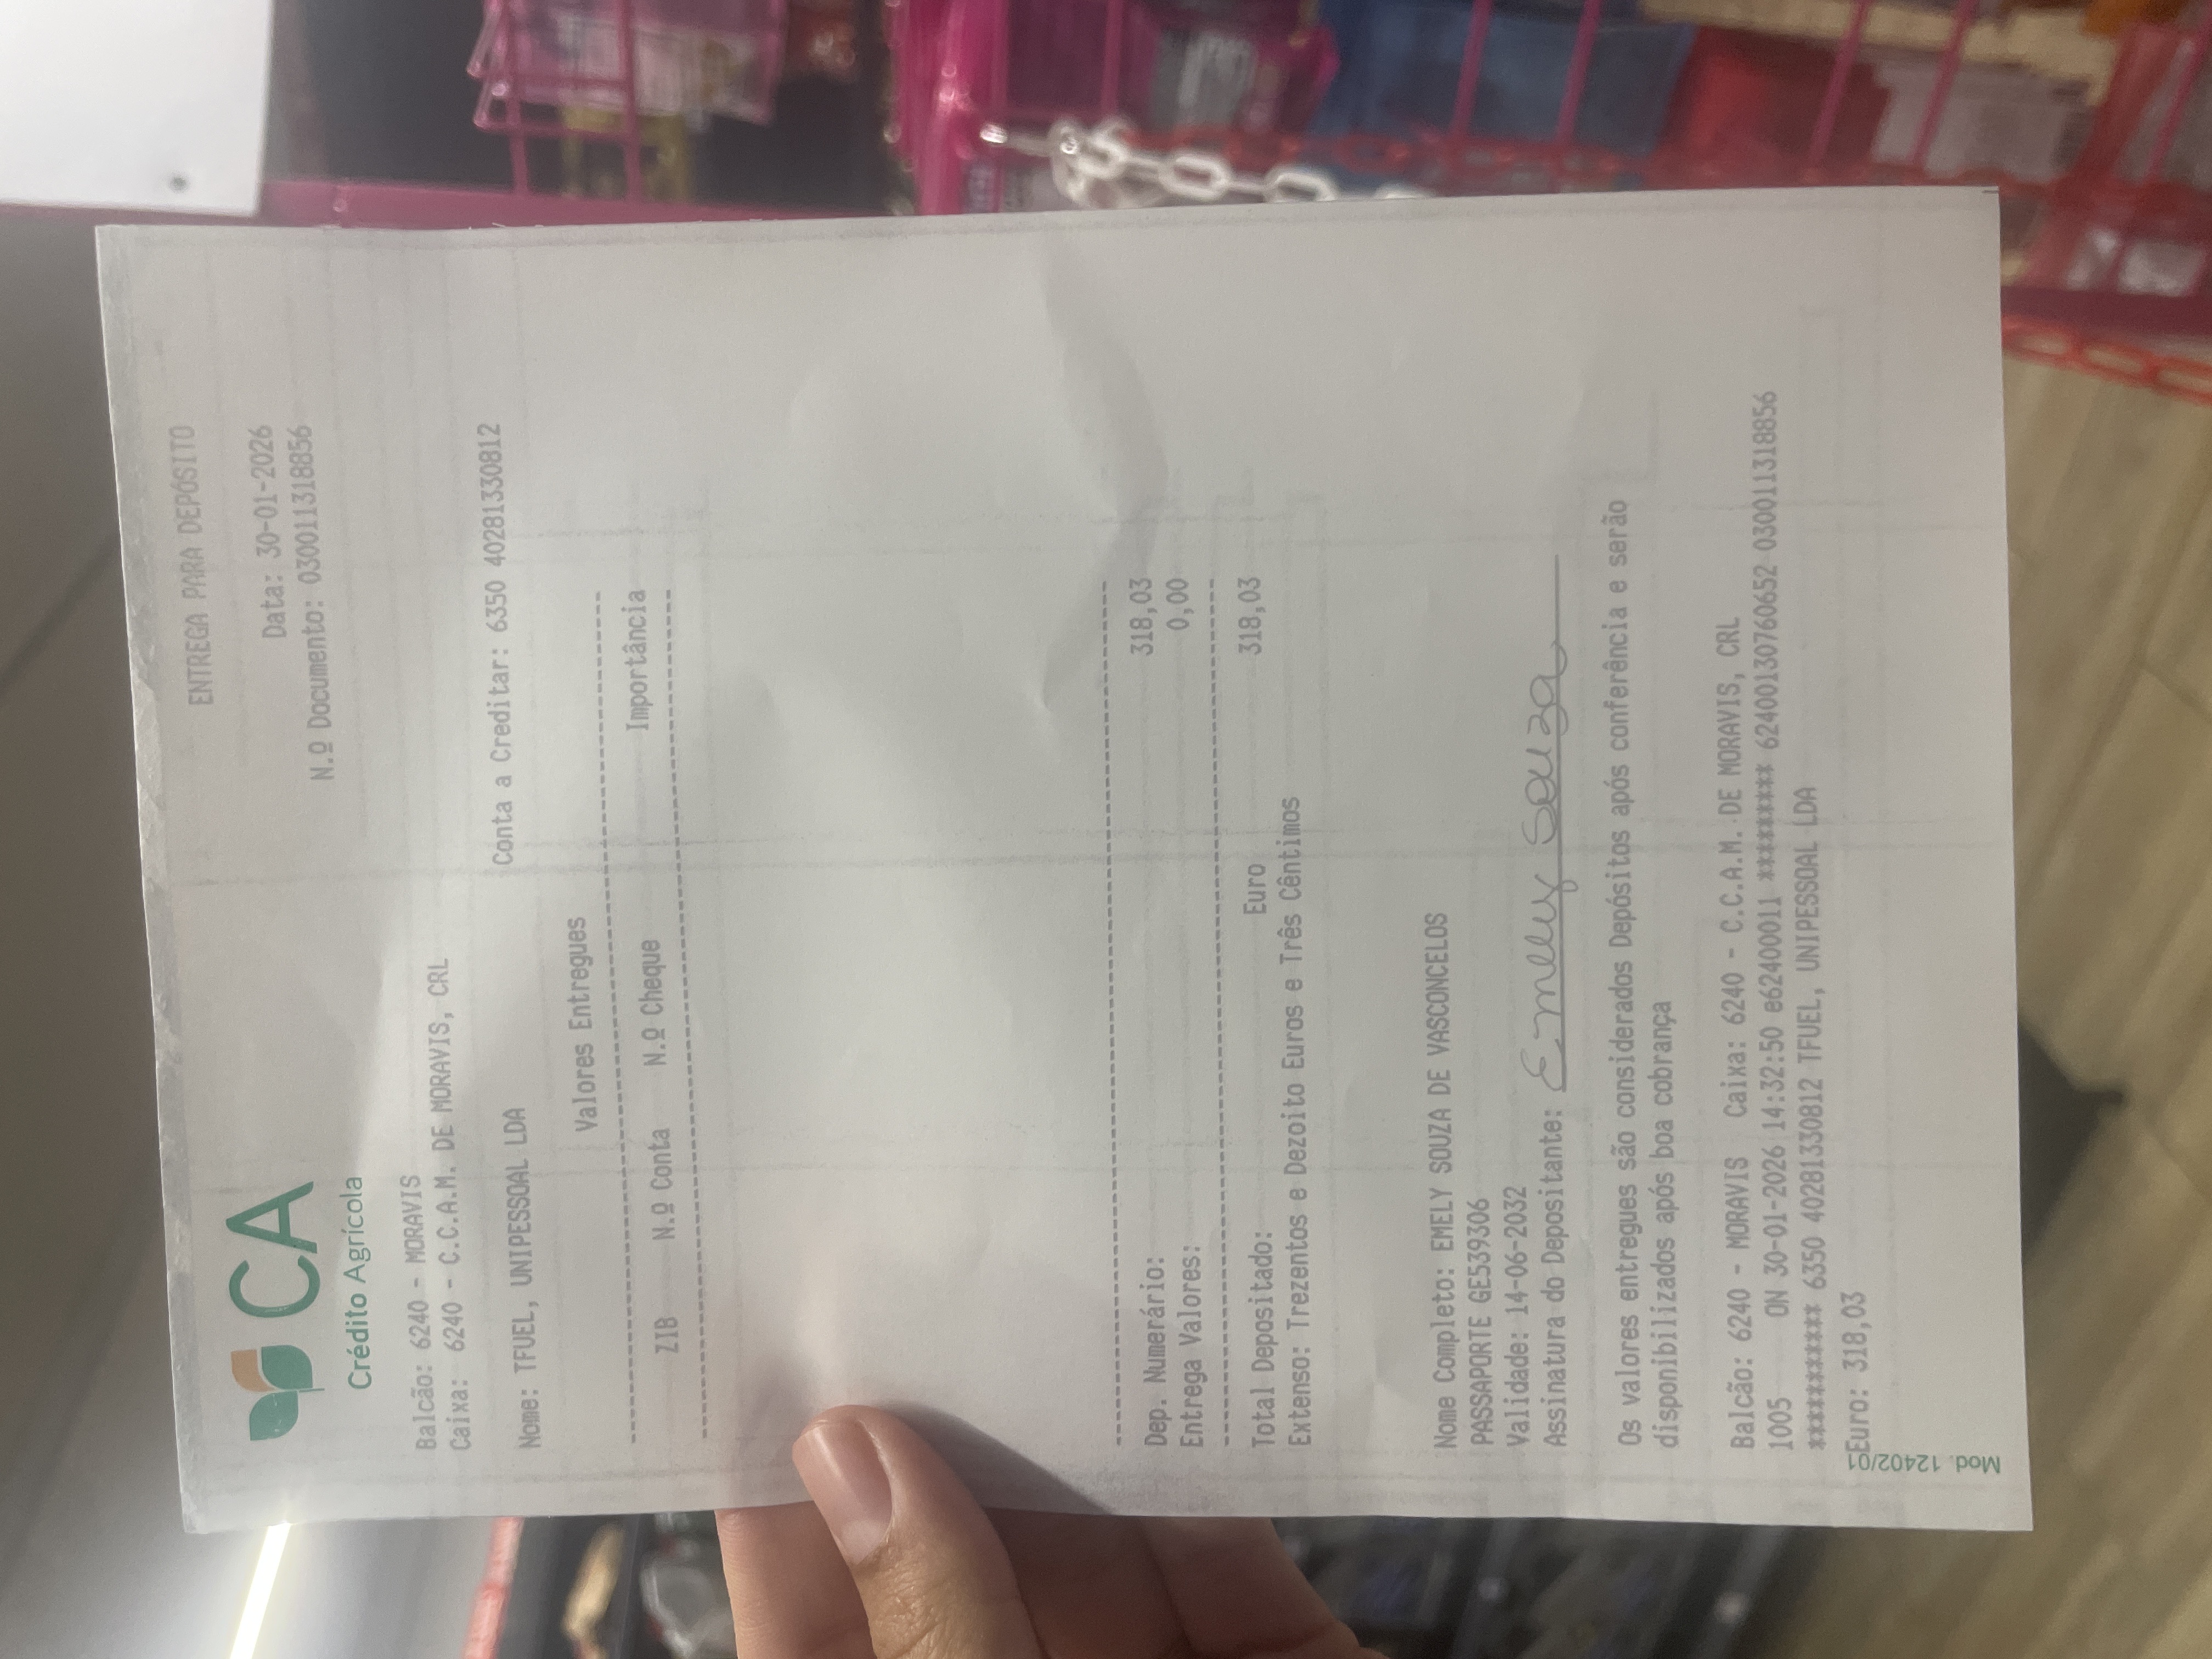 CA
Crédito Agrícola
ENTREGA PARA DEPÓSITO
Data: 30-01-2026
N.º Documento: 030011318856
Balcão: 6240 - MORAVIS
Caixa: 6240 - C.C.A.M. DE MORAVIS, CRL
Conta a Creditar: 6350 40281330812
Nome: TFUEL, UNIPESSOAL LDA
Valores Entregues
ZIB N.º Conta N.º Cheque Importância
Dep. Numerário: 318,03
Entrega Valores: 0,00
Total Depositado: Euro 318,03
Extenso: Trezentos e Dezoito Euros e Três Cêntimos
Nome Completo: EMELY SOUZA DE VASCONCELOS
PASSAPORTE GE539306
Validade: 14-06-2032
Assinatura do Depositante: Emely Souza
Os valores entregues são considerados Depósitos após conferência e serão
disponibilizados após boa cobrança
Balcão: 6240 - MORAVIS Caixa: 6240 - C.C.A.M. DE MORAVIS, CRL
1005 ON 30-01-2026 14:32:50 e62400011 ********** 624001307760652 030011318856
********** 6350 40281330812 TFUEL, UNIPESSOAL LDA
Euro: 318,03
Mod. 12402/01